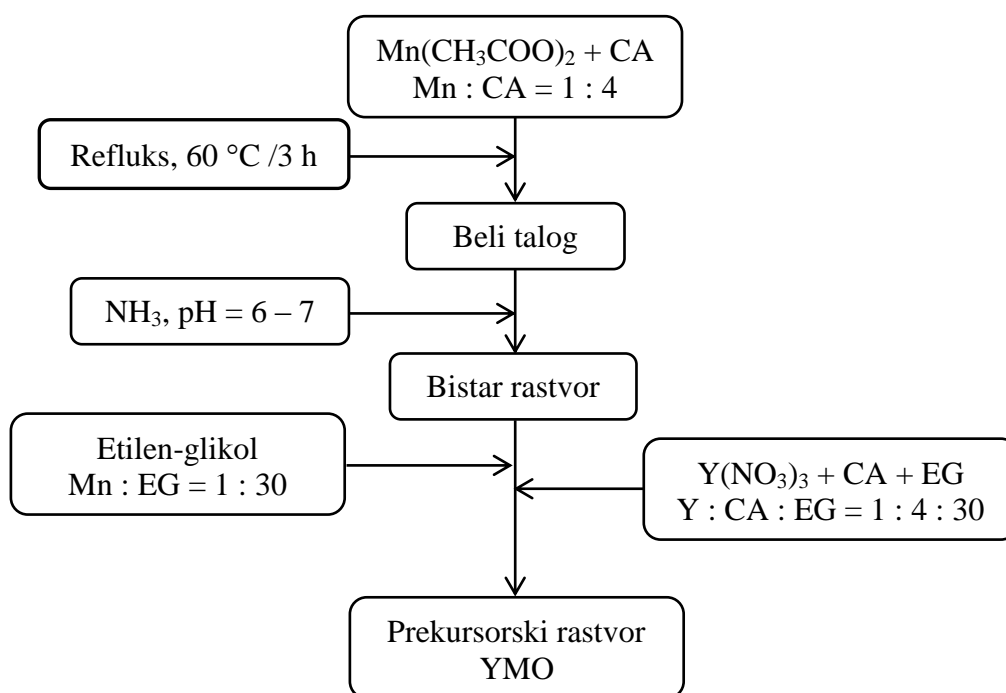 Mn(CH₃COO)₂ + CA
Mn : CA = 1 : 4
Refluks, 60 °C /3 h
Beli talog
NH₃, pH = 6 – 7
Bistar rastvor
Etilen-glikol
Mn : EG = 1 : 30
Y(NO₃)₃ + CA + EG
Y : CA : EG = 1 : 4 : 30
Prekursorski rastvor
YMO